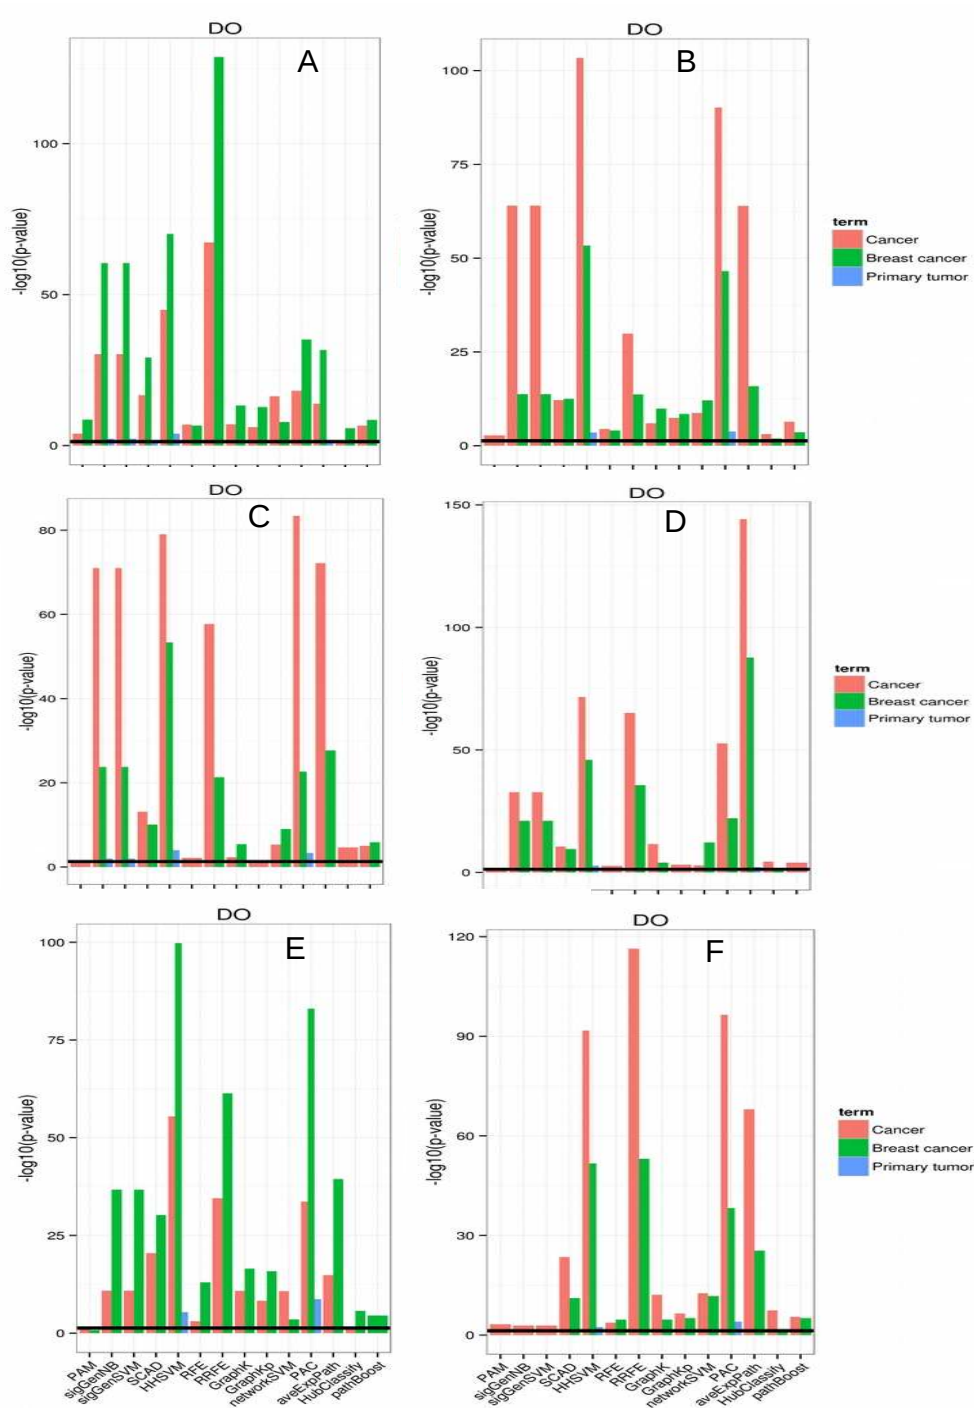 DO
A
100
50
0
-log10(p-value)
DO
B
100
75
50
25
0
-log10(p-value)
term
Cancer
Breast cancer
Primary tumor
DO
C
80
60
40
20
0
-log10(p-value)
DO
D
150
100
50
0
-log10(p-value)
term
Cancer
Breast cancer
Primary tumor
DO
E
100
75
50
25
0
-log10(p-value)
PAM
sigGenNB
sigGenSVM
SCAD
HHSVM
RFE
RRFE
GraphK
GraphKp
networkSVM
PAC
aveExpPath
HubClassify
pathBoost
DO
F
120
90
60
30
0
-log10(p-value)
PAM
sigGenNB
sigGenSVM
SCAD
HHSVM
RFE
RRFE
GraphK
GraphKp
networkSVM
PAC
aveExpPath
HubClassify
pathBoost
term
Cancer
Breast cancer
Primary tumor